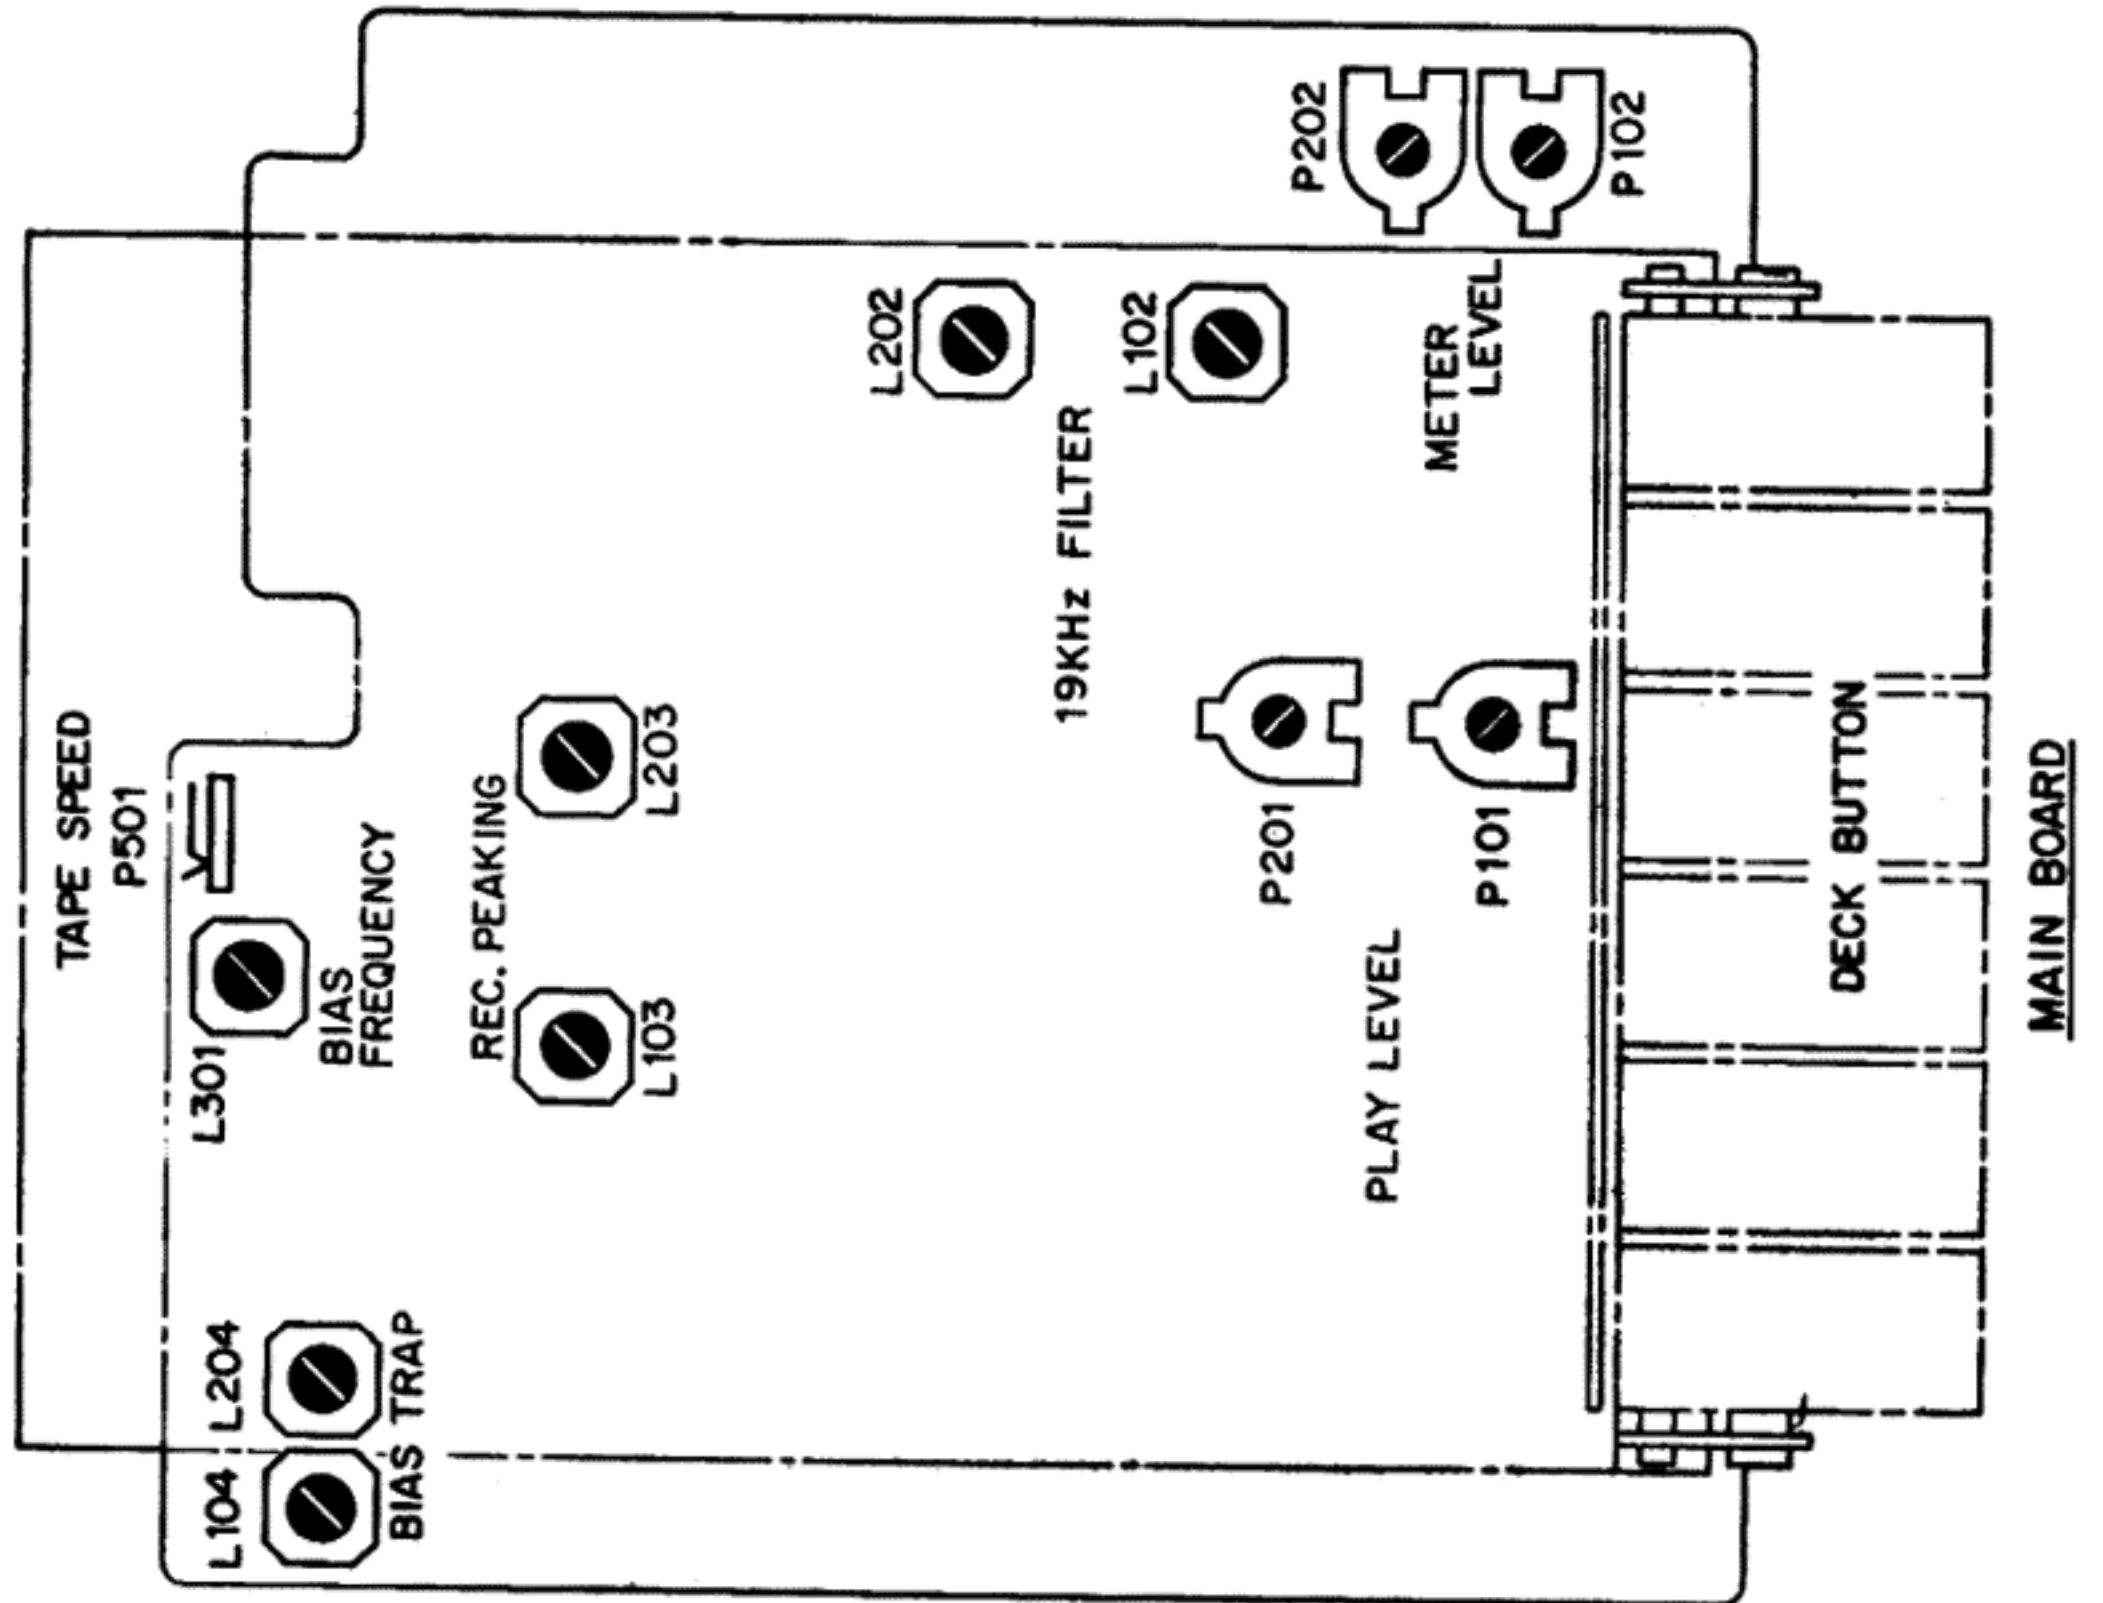 TAPE SPEED
P501
L301
BIAS
FREQUENCY
L104
L204
BIAS TRAP
REC. PEAKING
L103
L203
L202
19KHz FILTER
L102
P201
P202
P102
PLAY LEVEL
METER
LEVEL
P101
DECK BUTTON
MAIN BOARD